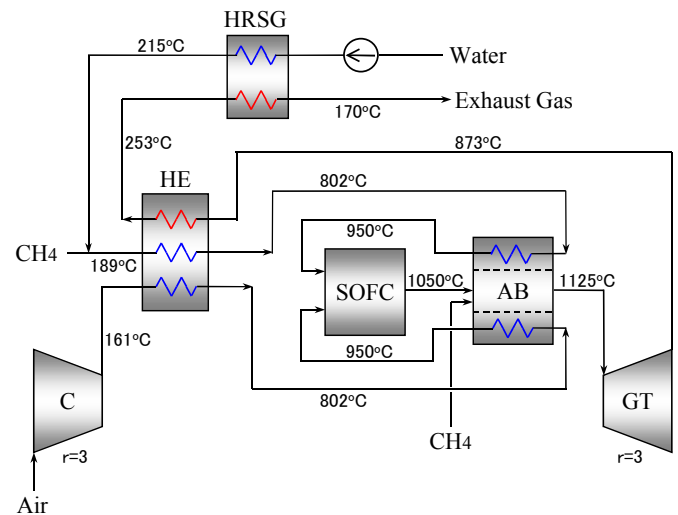 HRSG
215°C
Water
170°C
Exhaust Gas
253°C
873°C
HE
802°C
950°C
CH4
189°C
SOFC
1050°C
AB
1125°C
161°C
950°C
802°C
C
GT
CH4
r=3
r=3
Air